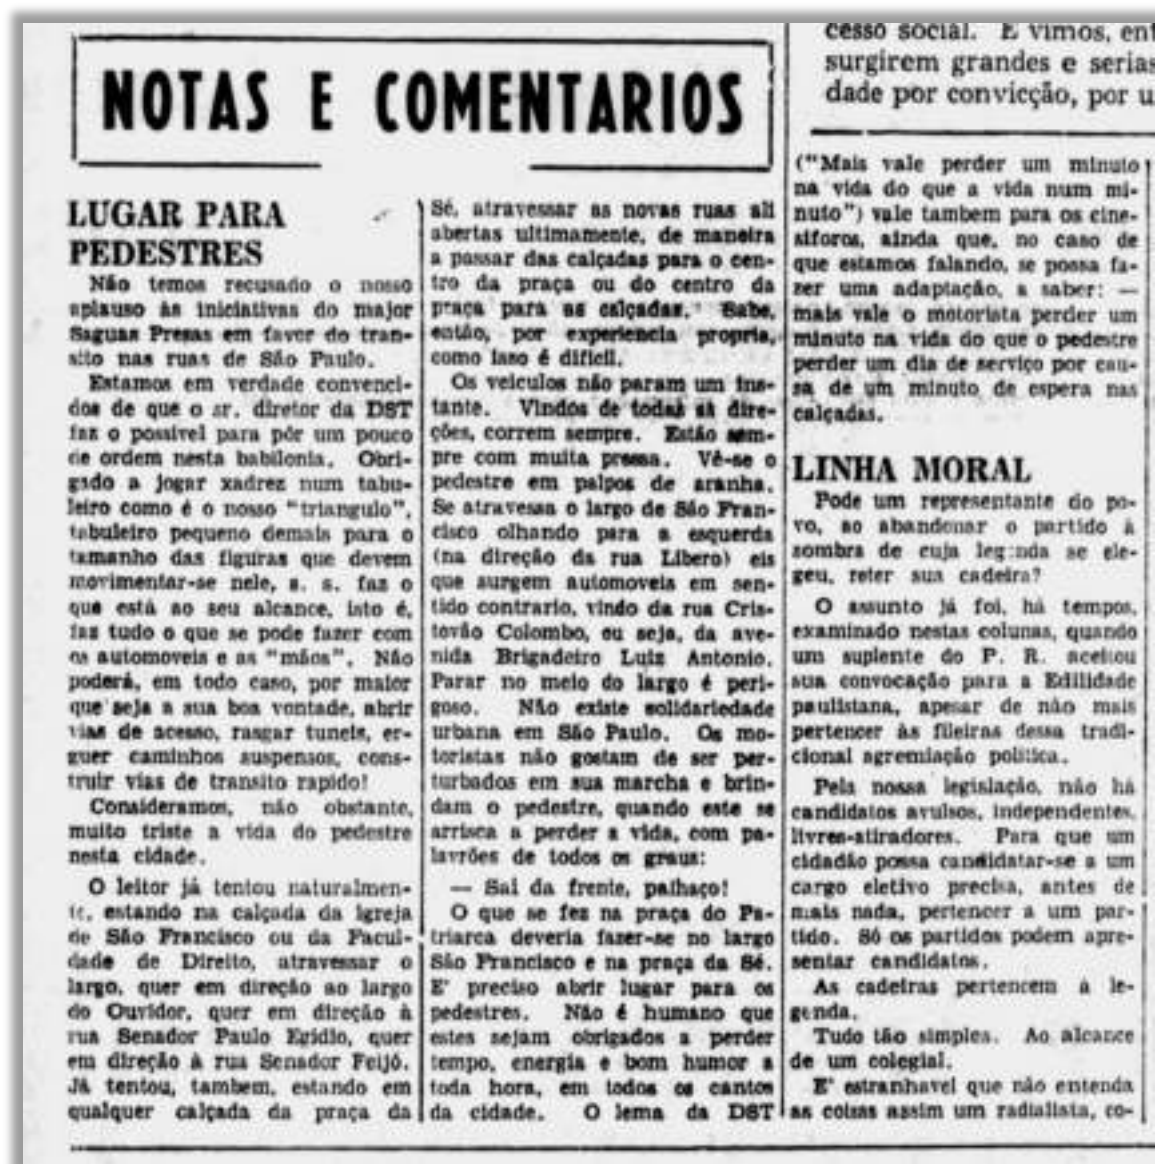 NOTAS E COMENTARIOS
LUGAR PARA
PEDESTRES
Não temos recusado o nosso
aplauso às iniciativas do major
Saguas Presas em favor do tran-
sito nas ruas de São Paulo.
Estamos em verdade convenci-
dos de que o sr. diretor da DST
faz o possivel para pôr um pouco
de ordem nesta babilonia. Obri-
gado a jogar xadrez num tabu-
leiro como é o nosso "triangulo",
tabuleiro pequeno demais para o
tamanho das figuras que devem
movimentar-se nele, s. s. faz o
que está ao seu alcance, isto é,
faz tudo o que se pode fazer com
os automoveis e as "mãos". Não
poderá, em todo caso, por maior
que seja a sua boa vontade, abrir
vias de acesso, rasgar tuneis, er-
guer caminhos suspensos, cons-
truir vias de transito rapido!
Consideramos, não obstante,
muito triste a vida do pedestre
nesta cidade.
O leitor já tentou naturalmen-
te, estando na calçada da igreja
de São Francisco ou da Facul-
dade de Direito, atravessar o
largo, quer em direção ao largo
do Ouvidor, quer em direção à
rua Senador Paulo Egidio, quer
em direção à rua Senador Feijó.
Já tentou, tambem, estando em
qualquer calçada da praça da
Sé, atravessar as novas ruas ali
abertas ultimamente, de maneira
a passar das calçadas para o cen-
tro da praça ou do centro da
praça para as calçadas. Sabe,
então, por experiencia propria,
como isso é dificil.
Os veiculos não param um ins-
tante. Vindos de todas as dire-
ções, correm sempre. Estão sem-
pre com muita pressa. Vê-se o
pedestre em palpos de aranha.
Se atravessa o largo de São Fran-
cisco olhando para a esquerda
(na direção da rua Libero) eis
que surgem automoveis em sen-
tido contrario, vindo da rua Cris-
tovão Colombo, ou seja, da ave-
nida Brigadeiro Luiz Antonio.
Parar no meio do largo é peri-
goso. Não existe solidariedade
urbana em São Paulo. Os mo-
toristas não gostam de ser per-
turbados em sua marcha e brin-
dam o pedestre, quando este se
arrisca a perder a vida, com pa-
lavrões de todos os graus:
— Sai da frente, palhaço!
O que se fez na praça do Pa-
triarca deveria fazer-se no largo
São Francisco e na praça da Sé.
E' preciso abrir lugar para os
pedestres. Não é humano que
estes sejam obrigados a perder
tempo, energia e bom humor a
toda hora, em todos os cantos
da cidade. O lema da DST
cesso social. E vimos, ent
surgirem grandes e serias
dade por convicção, por u
("Mais vale perder um minuto
na vida do que a vida num mi-
nuto") vale tambem para os cine-
siforos, ainda que, no caso de
que estamos falando, se possa fa-
zer uma adaptação, a saber: —
mais vale o motorista perder um
minuto na vida do que o pedestre
perder um dia de serviço por cau-
sa de um minuto de espera nas
calçadas.
LINHA MORAL
Pode um representante do po-
vo, ao abandonar o partido à
sombra de cuja legenda se ele-
geu, reter sua cadeira?
O assunto já foi, há tempos,
examinado nestas colunas, quando
um suplente do P. R. aceitou
sua convocação para a Edilidade
paulistana, apesar de não mais
pertencer às fileiras dessa tradi-
cional agremiação politica.
Pela nossa legislação, não há
candidatos avulsos, independentes,
livres-atiradores. Para que um
cidadão possa candidatar-se a um
cargo eletivo precisa, antes de
mais nada, pertencer a um par-
tido. Só os partidos podem apre-
sentar candidatos.
As cadeiras pertencem à le-
genda.
Tudo tão simples. Ao alcance
de um colegial.
E' estranhavel que não entenda
as coisas assim um radialista, co-